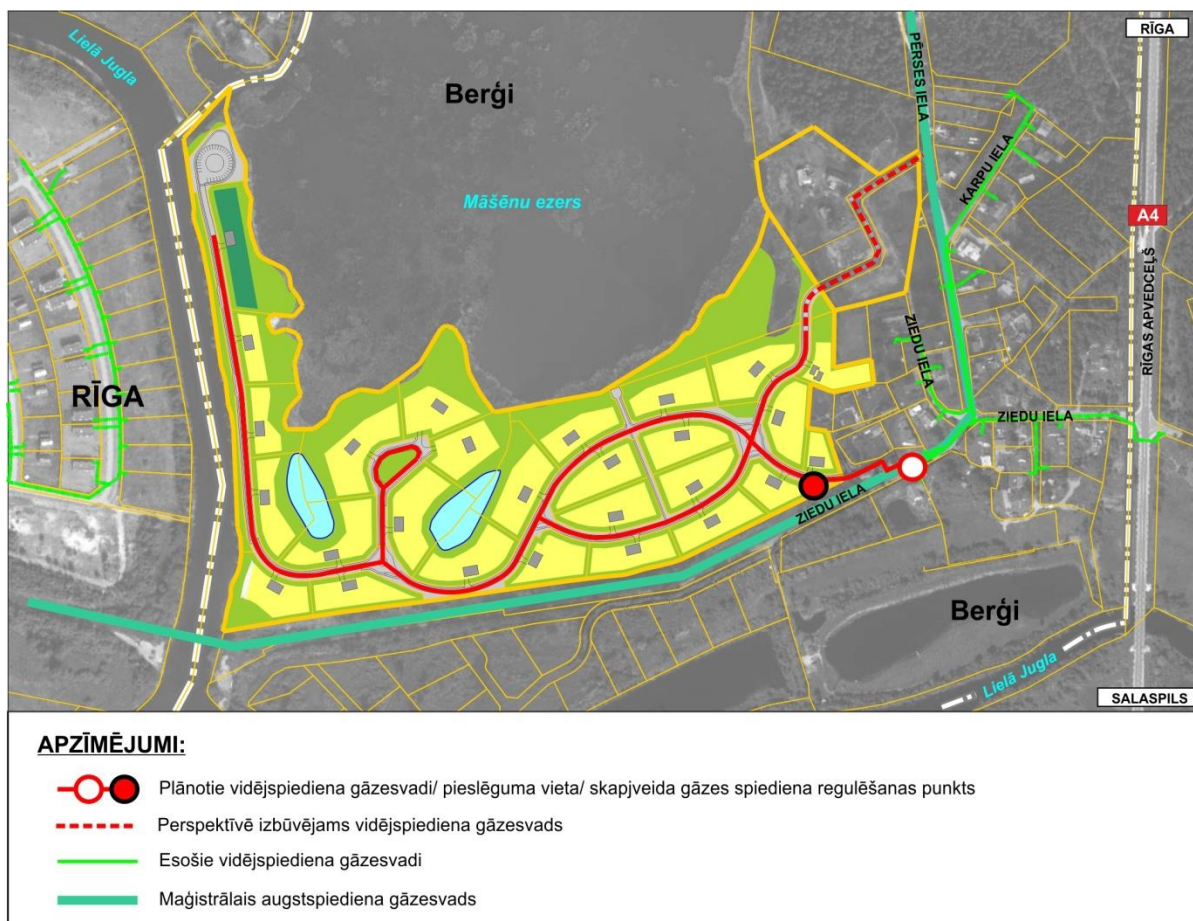 RĪGA
Lielā Jugla
Berģi
PĒRSES IELA
KARPU IELA
Māšēnu ezers
A4
RĪGAS APVEDCEĻŠ
ZIEDU IELA
RĪGA
ZIEDU IELA
ZIEDU IELA
Berģi
Lielā Jugla
SALASPILS
APZĪMĒJUMI:
Plānotie vidējspiediena gāzesvadi/ pieslēguma vieta/ skapjveida gāzes spiediena regulēšanas punkts
Perspektīvē izbūvējams vidējspiediena gāzesvads
Esošie vidējspiediena gāzesvadi
Maģistrālais augstspiediena gāzesvads